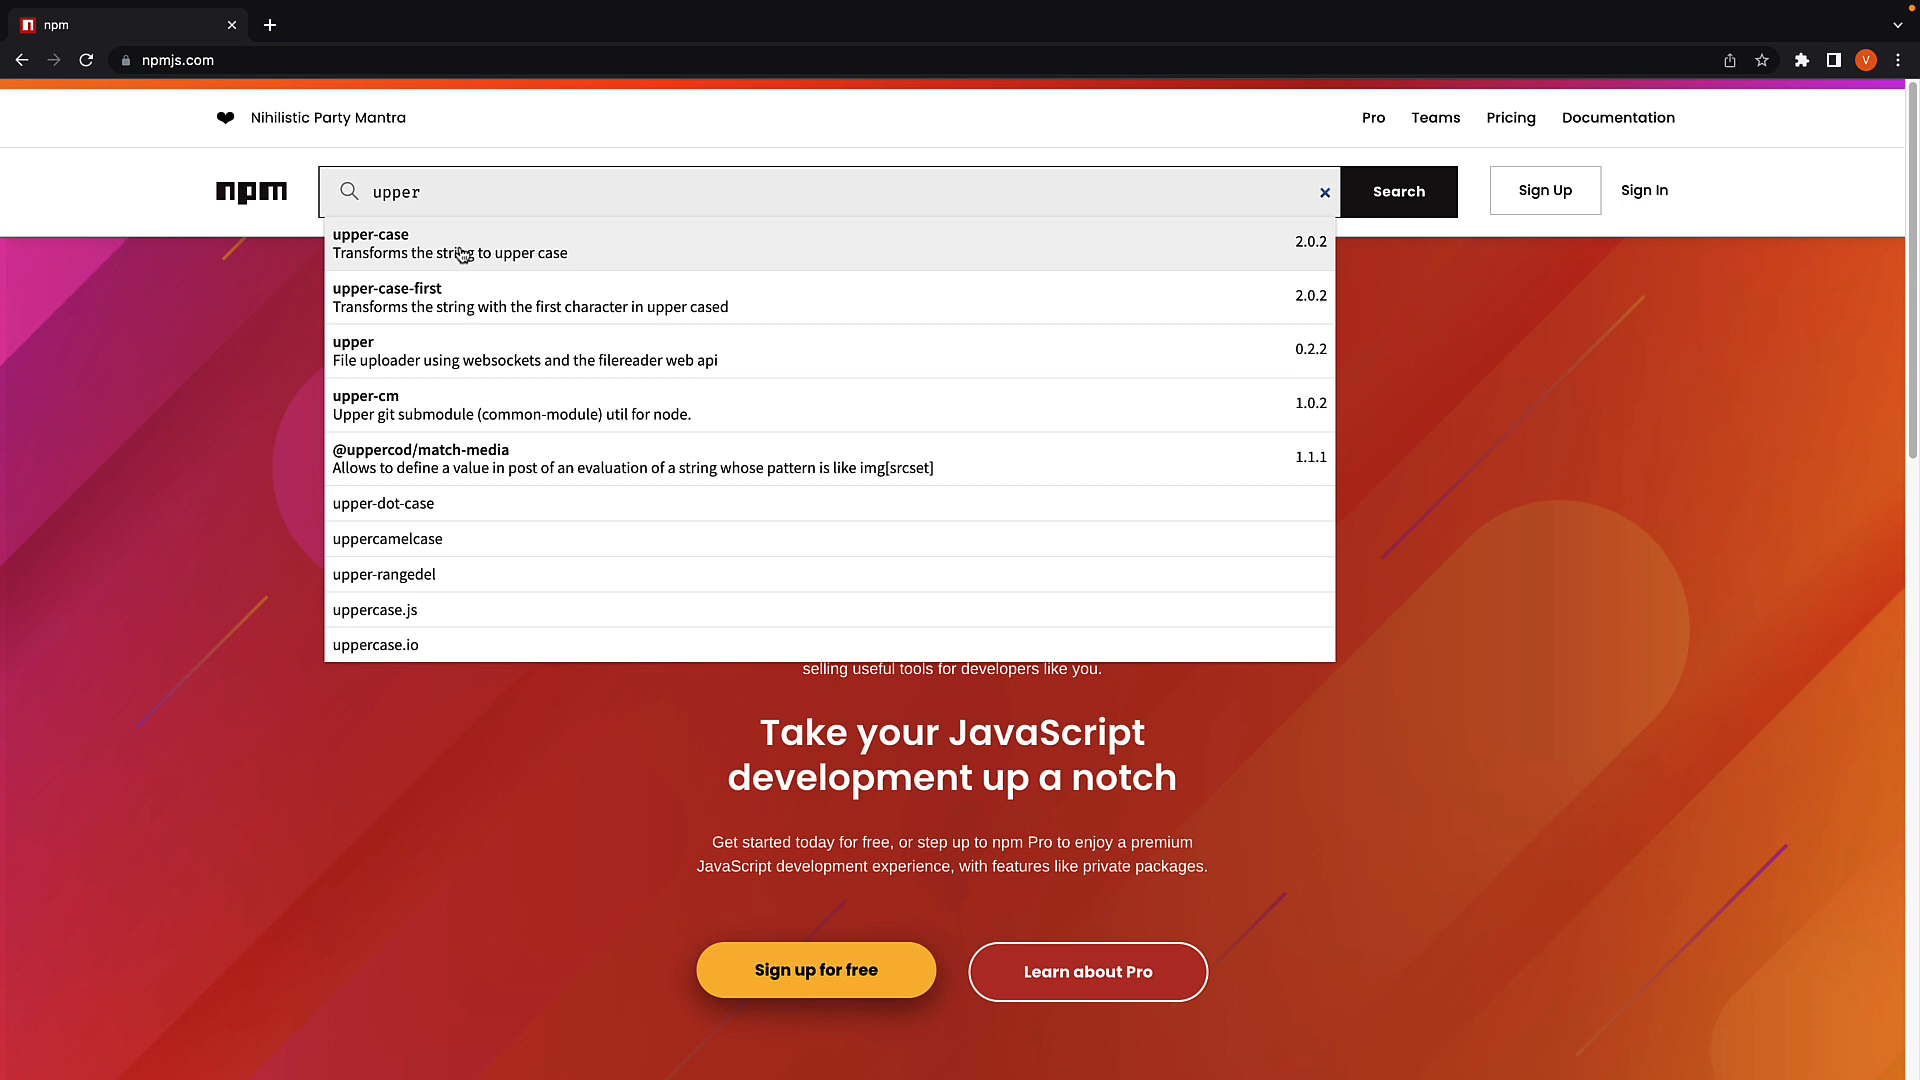 npm
npmjs.com
V
Nihilistic Party Mantra
Pro
Teams
Pricing
Documentation
npm
upper
Search
Sign Up
Sign In
upper-case
Transforms the string to upper case
2.0.2
upper-case-first
Transforms the string with the first character in upper cased
2.0.2
upper
File uploader using websockets and the filereader web api
0.2.2
upper-cm
Upper git submodule (common-module) util for node.
1.0.2
@uppercod/match-media
Allows to define a value in post of an evaluation of a string whose pattern is like img[srcset]
1.1.1
upper-dot-case
uppercamelcase
upper-rangedel
uppercase.js
uppercase.io
selling useful tools for developers like you.
Take your JavaScript
development up a notch
Get started today for free, or step up to npm Pro to enjoy a premium
JavaScript development experience, with features like private packages.
Sign up for free
Learn about Pro